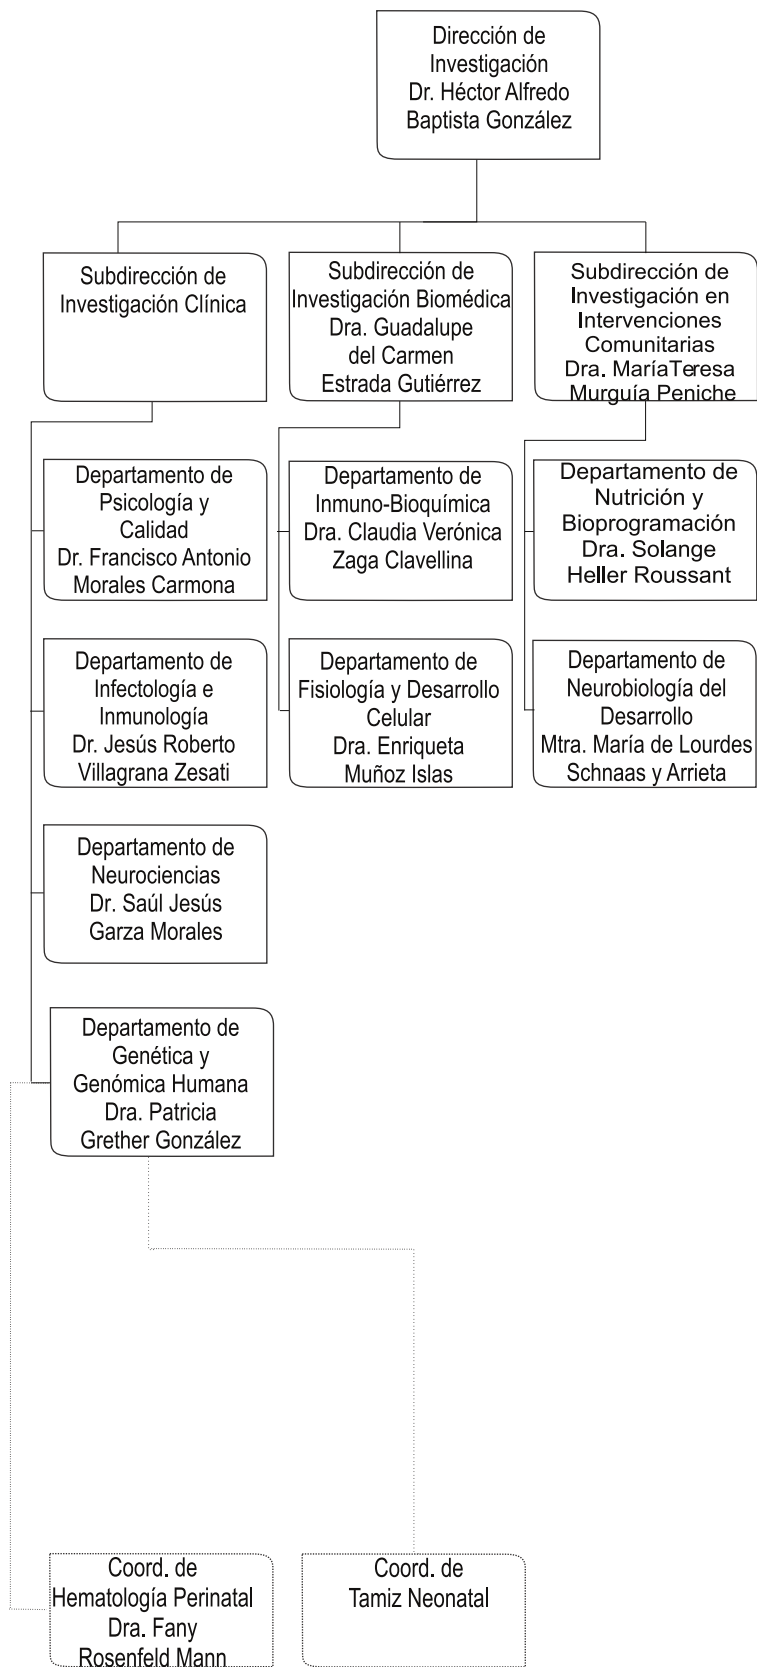 Dirección de
Investigación
Dr. Héctor Alfredo
Baptista González
Subdirección de
Investigación Clínica
Subdirección de
Investigación Biomédica
Dra. Guadalupe
del Carmen
Estrada Gutiérrez
Subdirección de
Investigación en
Intervenciones
Comunitarias
Dra. MaríaTeresa
Murguía Peniche
Departamento de
Psicología y
Calidad
Dr. Francisco Antonio
Morales Carmona
Departamento de
Inmuno-Bioquímica
Dra. Claudia Verónica
Zaga Clavellina
Departamento de
Nutrición y
Bioprogramación
Dra. Solange
Heller Roussant
Departamento de
Infectología e
Inmunología
Dr. Jesús Roberto
Villagrana Zesati
Departamento de
Fisiología y Desarrollo
Celular
Dra. Enriqueta
Muñoz Islas
Departamento de
Neurobiología del
Desarrollo
Mtra. María de Lourdes
Schnaas y Arrieta
Departamento de
Neurociencias
Dr. Saúl Jesús
Garza Morales
Departamento de
Genética y
Genómica Humana
Dra. Patricia
Grether González
Coord. de
Hematología Perinatal
Dra. Fany
Rosenfeld Mann
Coord. de
Tamiz Neonatal